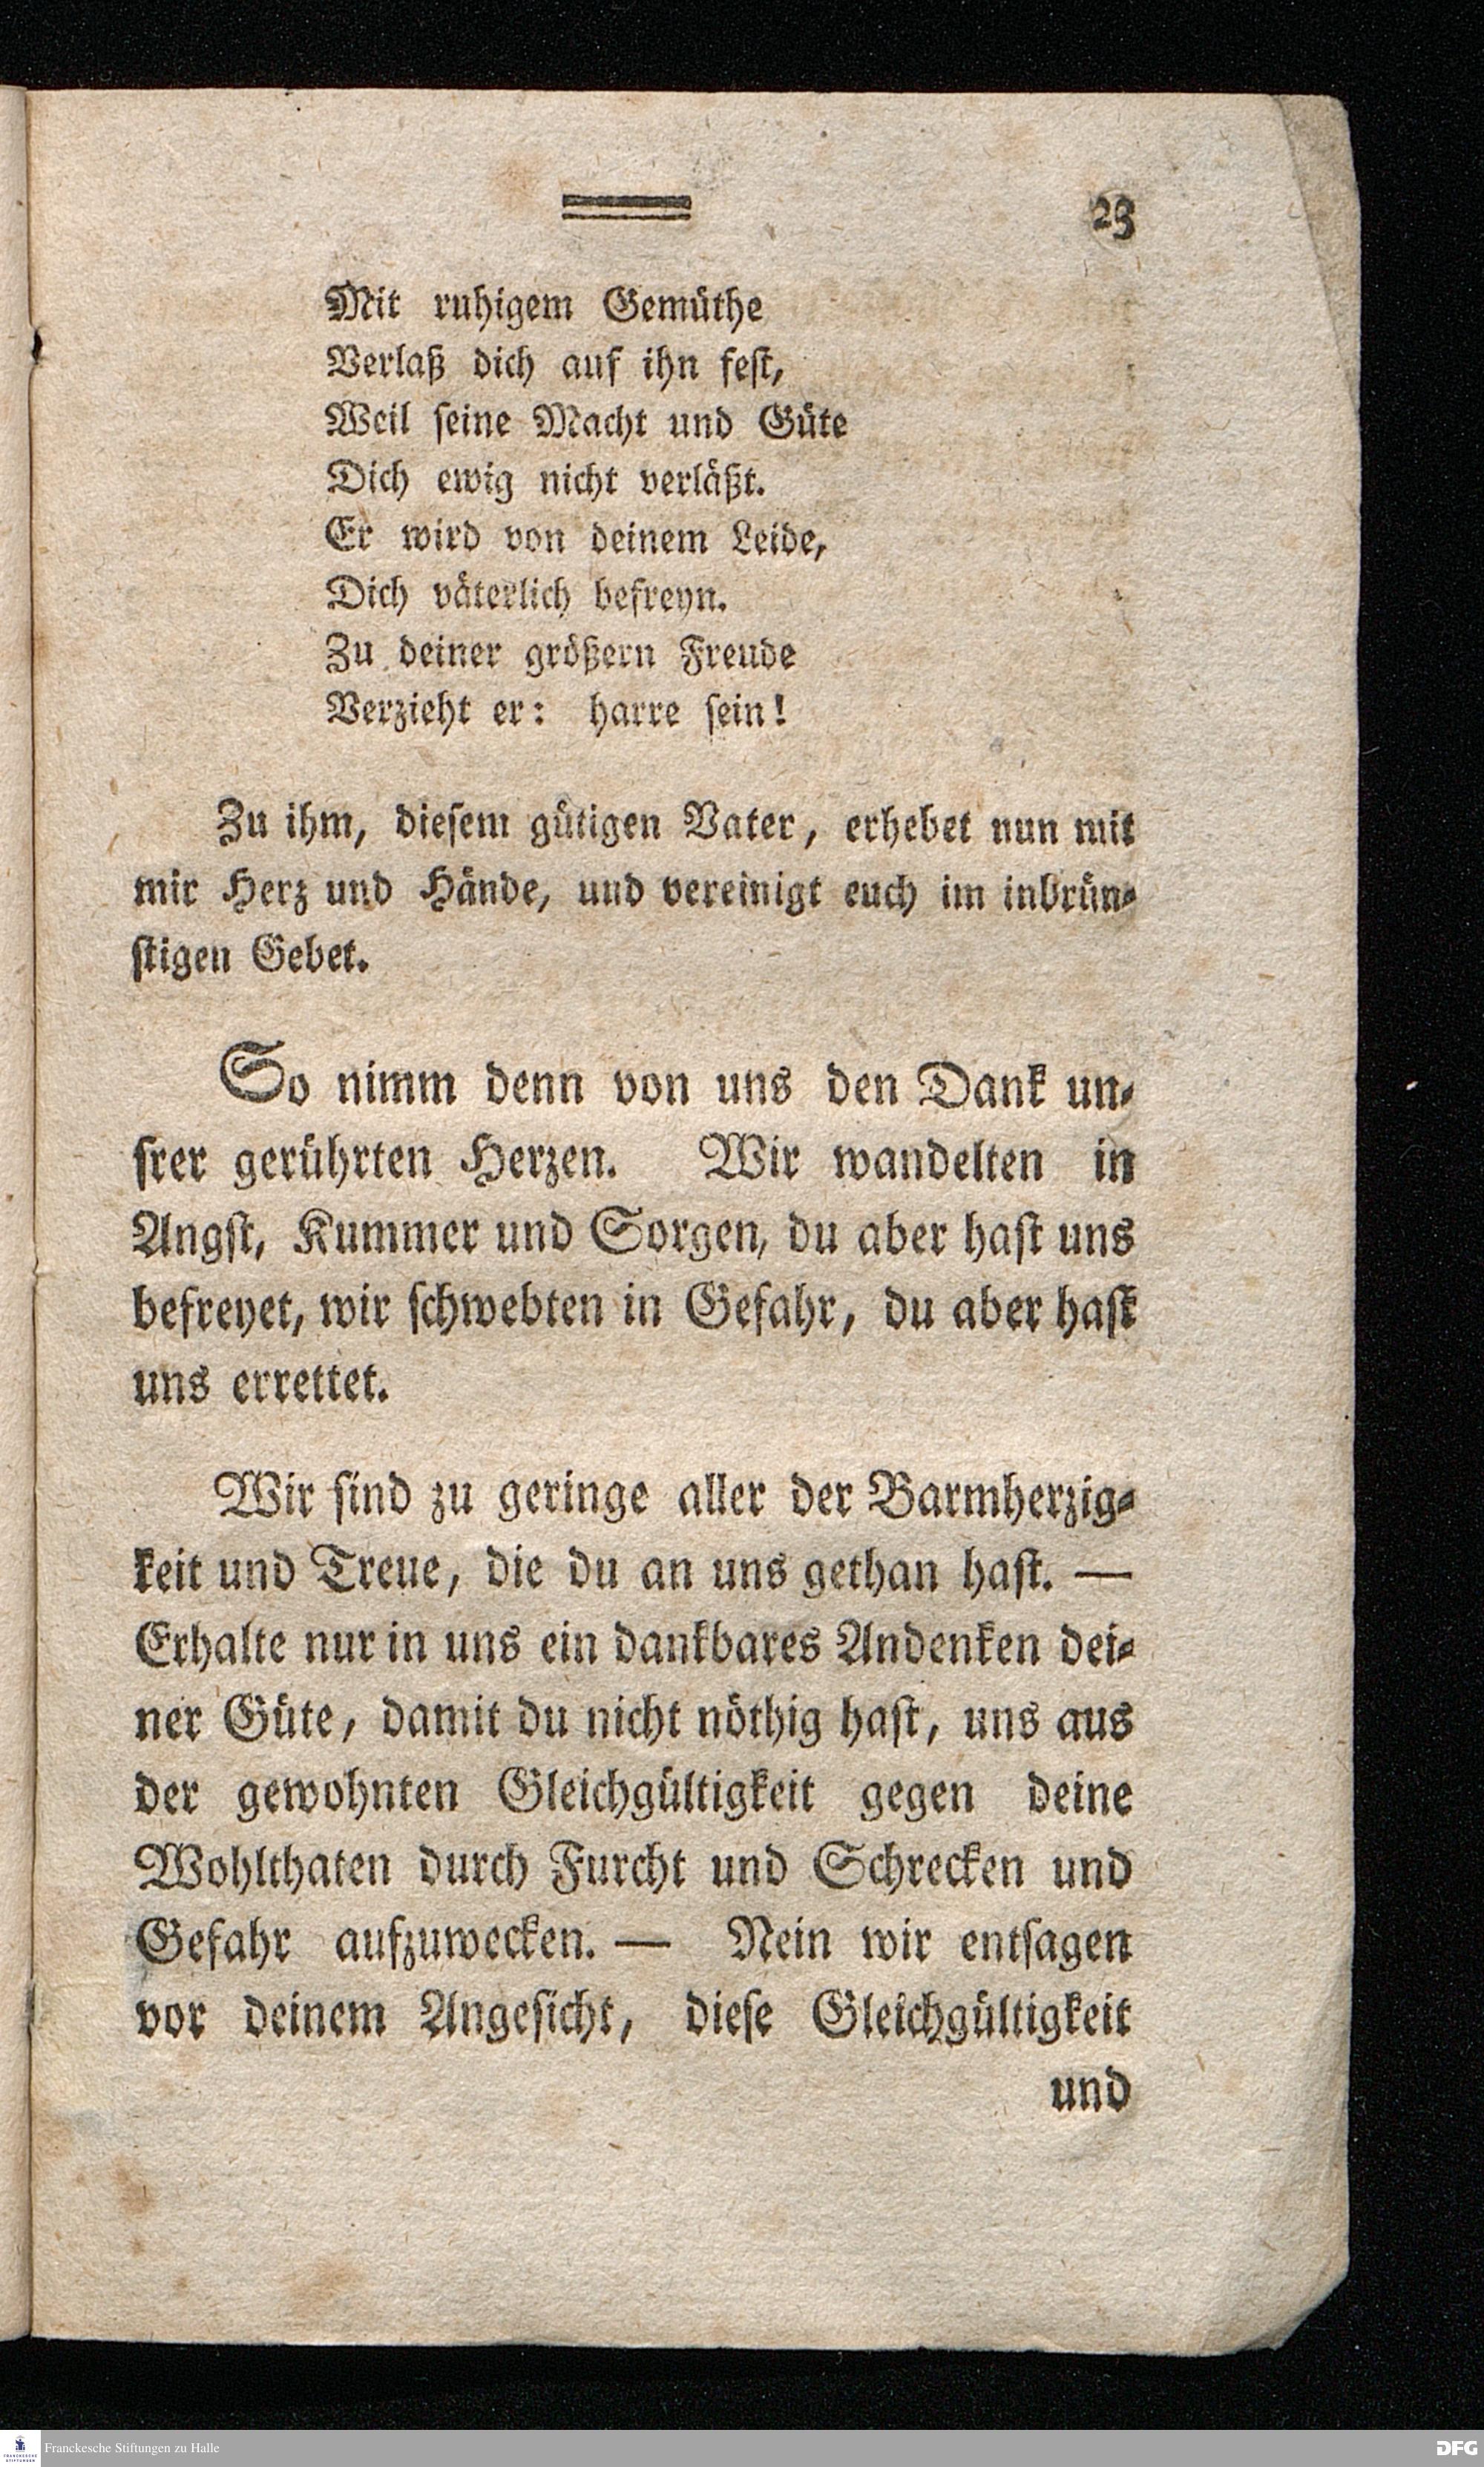 23
Mit ruhigem Gemüthe
Verlaß dich auf ihn fest,
Weil seine Macht und Güte
Dich ewig nicht verläßt.
Er wird von deinem Leide,
Dich väterlich befreyn.
Zu deiner größern Freude
Verzieht er: harre sein!
Zu ihm, diesem gütigen Vater, erhebet nun mit
mir Herz und Hände, und vereinigt euch im inbrün-
stigen Gebet.
So nimm denn von uns den Dank un-
srer gerührten Herzen. Wir wandelten in
Angst, Kummer und Sorgen, du aber hast uns
befreyet, wir schwebten in Gefahr, du aber hast
uns errettet.
Wir sind zu geringe aller der Barmherzig-
keit und Treue, die du an uns gethan hast. —
Erhalte nur in uns ein dankbares Andenken dei-
ner Güte, damit du nicht nöthig hast, uns aus
der gewohnten Gleichgültigkeit gegen deine
Wohlthaten durch Furcht und Schrecken und
Gefahr aufzuwecken. — Nein wir entsagen
vor deinem Angesicht, diese Gleichgültigkeit
und
FRANCKESCHE
STIFTUNGEN
Franckesche Stiftungen zu Halle
DFG